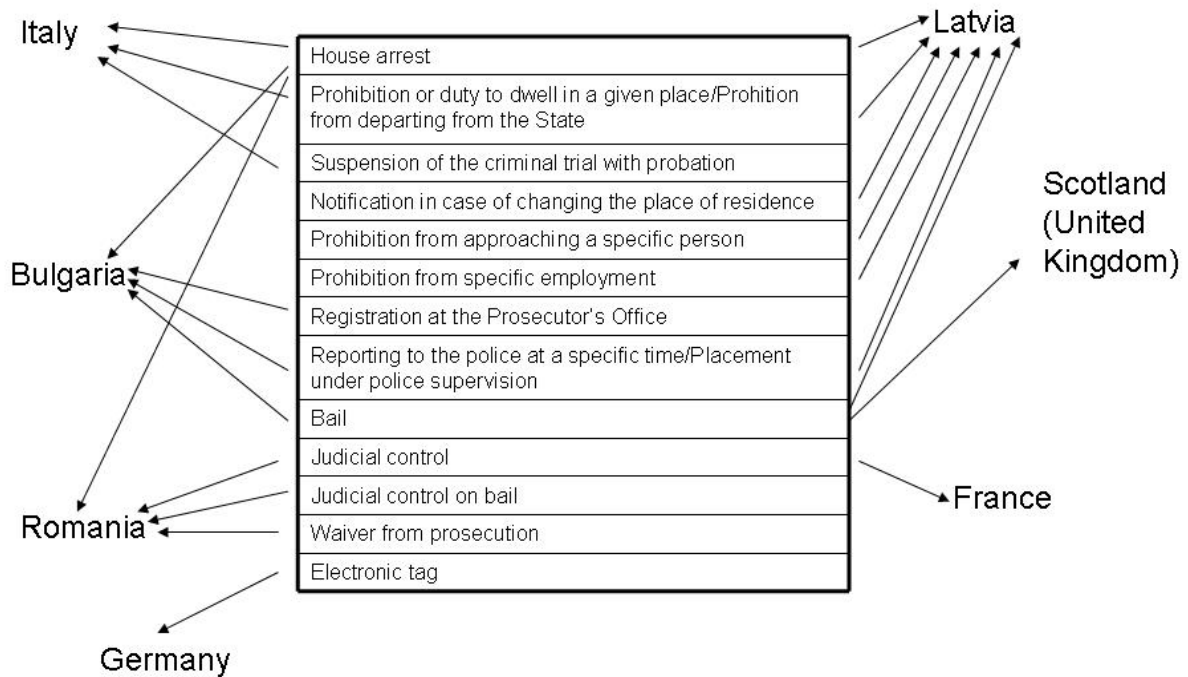 Italy
Latvia
House arrest
Prohibition or duty to dwell in a given place/Prohition
from departing from the State
Suspension of the criminal trial with probation
Notification in case of changing the place of residence
Prohibition from approaching a specific person
Prohibition from specific employment
Registration at the Prosecutor's Office
Reporting to the police at a specific time/Placement
under police supervision
Bail
Judicial control
Judicial control on bail
Waiver from prosecution
Electronic tag
Scotland
(United
Kingdom)
Bulgaria
France
Romania
Germany